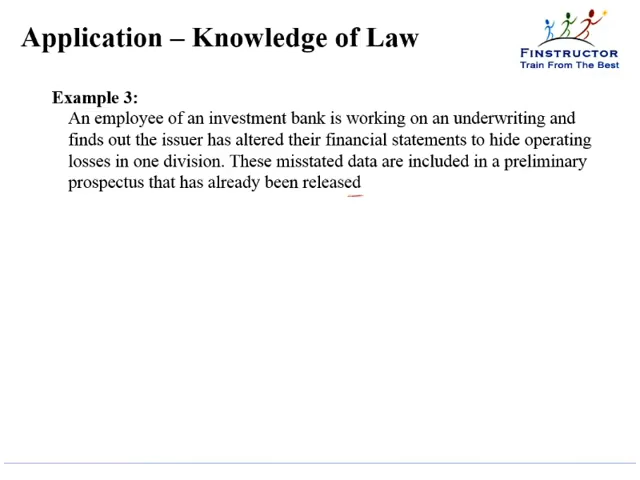 Application – Knowledge of Law
FINSTRUCTOR
Train From The Best
Example 3:
An employee of an investment bank is working on an underwriting and
finds out the issuer has altered their financial statements to hide operating
losses in one division. These misstated data are included in a preliminary
prospectus that has already been released